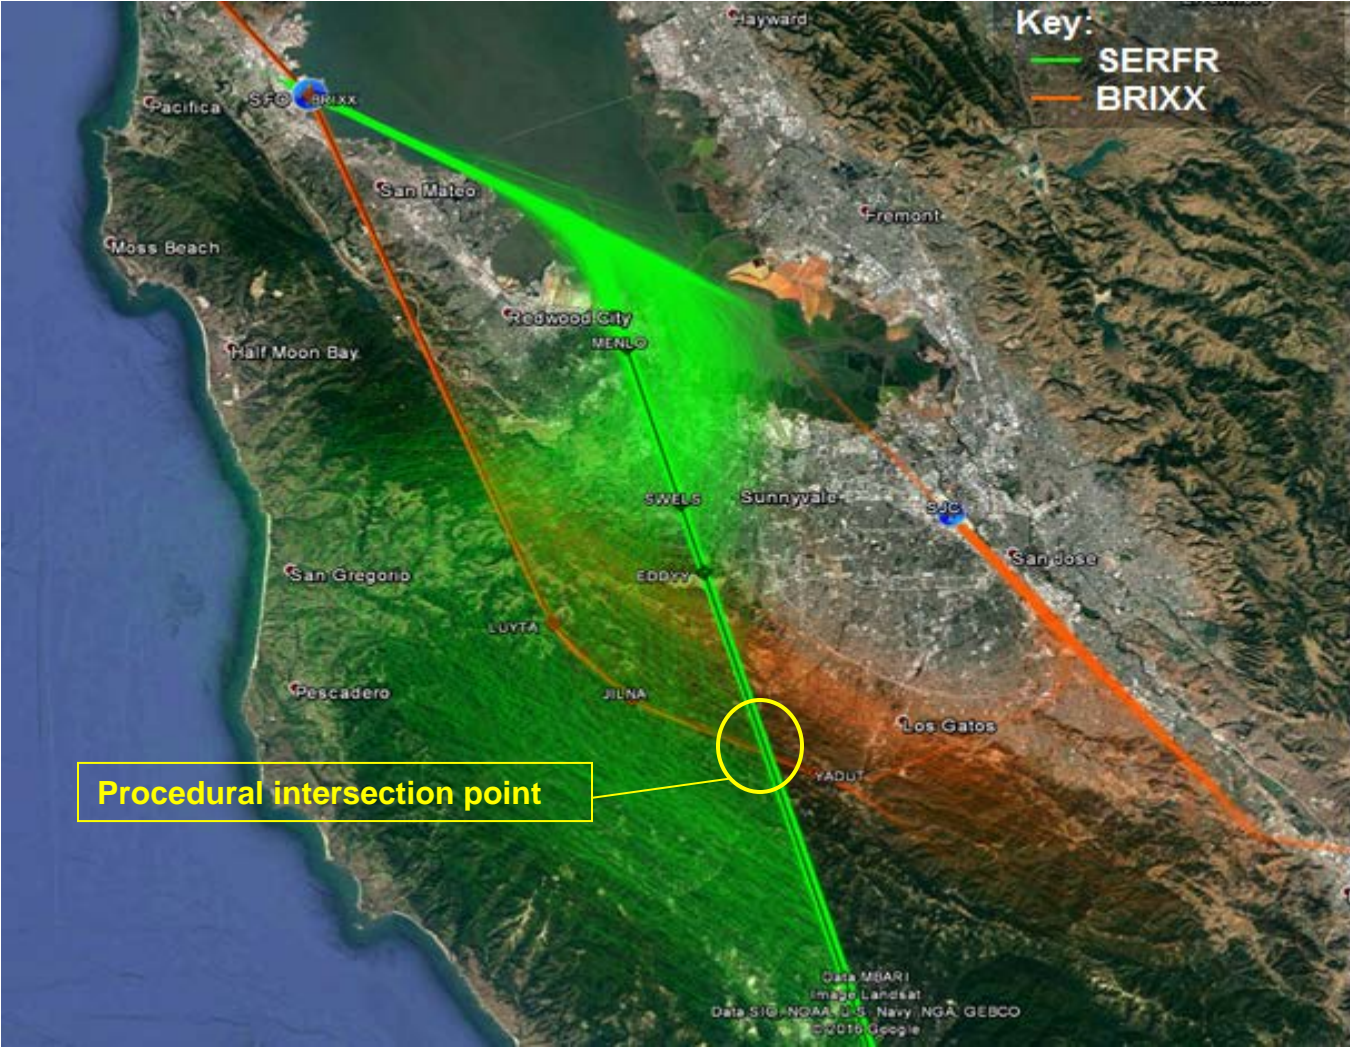 Hayward
Key:
SERFR
BRIXX
Pacifica
SFO
BRIXX
San Mateo
Fremont
Moss Beach
Redwood City
MENLO
Half Moon Bay
SWELS
Sunnyvale
SJC
San Jose
San Gregorio
EDDYY
LUYTA
Pescadero
JILNA
Los Gatos
YADUT
Procedural intersection point
Data MBARI
Image Landsat
Data SIO, NOAA, U.S. Navy, NGA, GEBCO
© 2016 Google